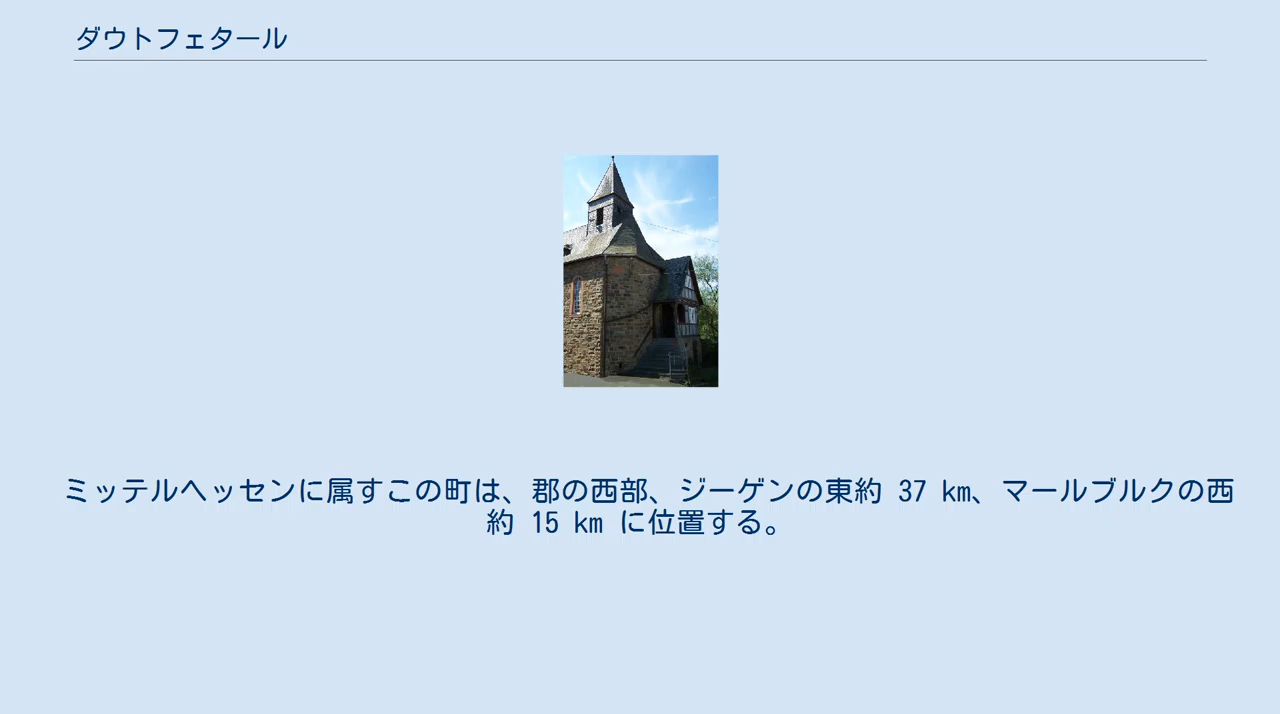 ダウトフェタール
ミッテルヘッセンに属すこの町は、郡の西部、ジーゲンの東約 37 km、マールブルクの西
約 15 km に位置する。